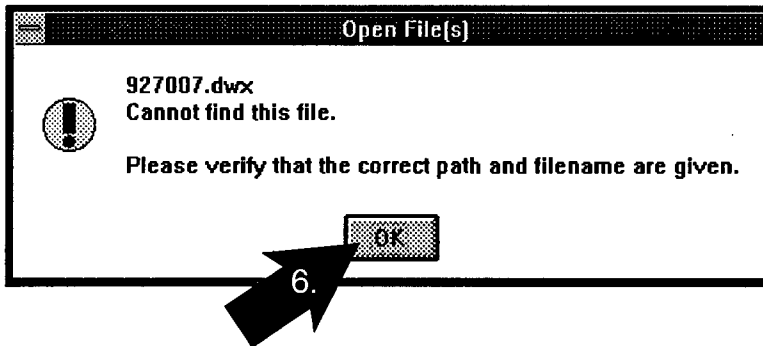 Open File(s)
927007.dwx
Cannot find this file.
Please verify that the correct path and filename are given.
OK
6.